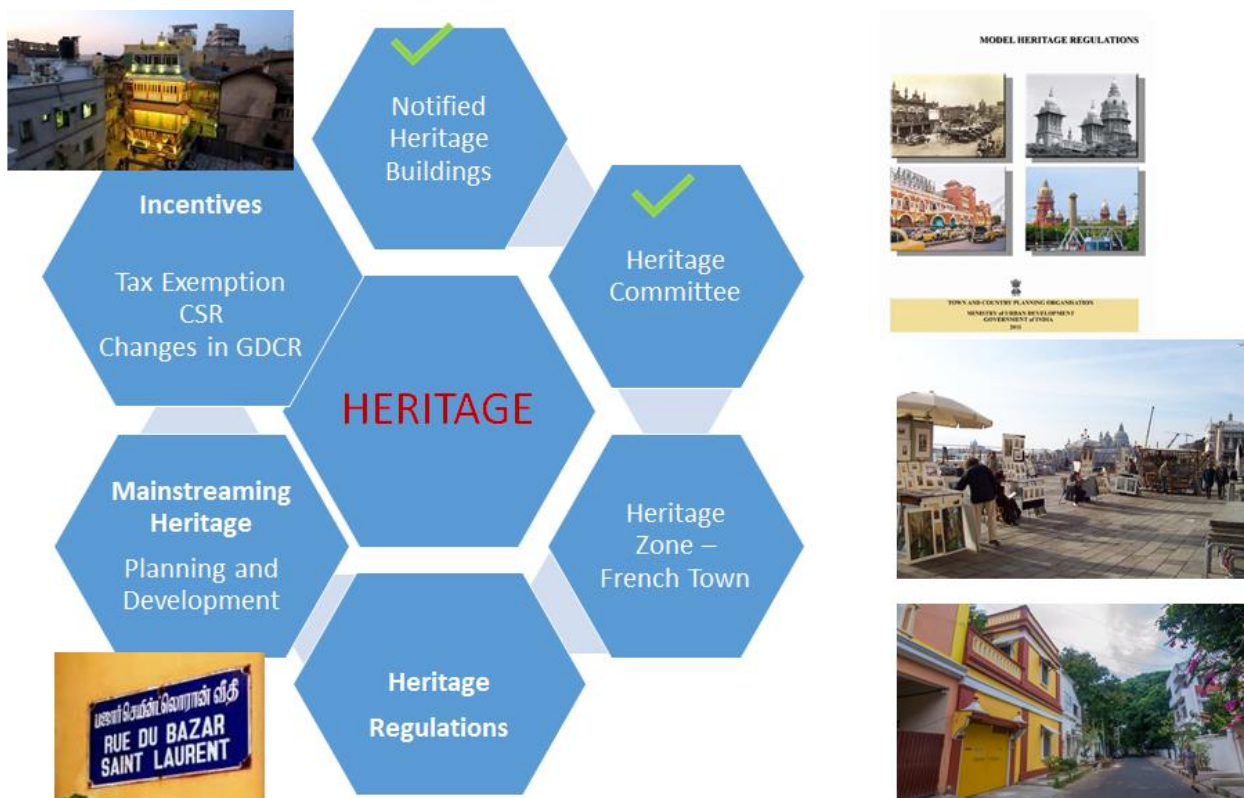 MODEL HERITAGE REGULATIONS
TOWN AND COUNTRY PLANNING ORGANISATION
MINISTRY of URBAN DEVELOPMENT
GOVERNMENT of INDIA
2011
Notified
Heritage
Buildings
Heritage
Committee
Heritage
Zone –
French Town
Heritage
Regulations
Mainstreaming
Heritage
Planning and
Development
Incentives
Tax Exemption
CSR
Changes in GDCR
HERITAGE
பஜார் செயின்ட்லொரான் வீதி
RUE DU BAZAR
SAINT LAURENT